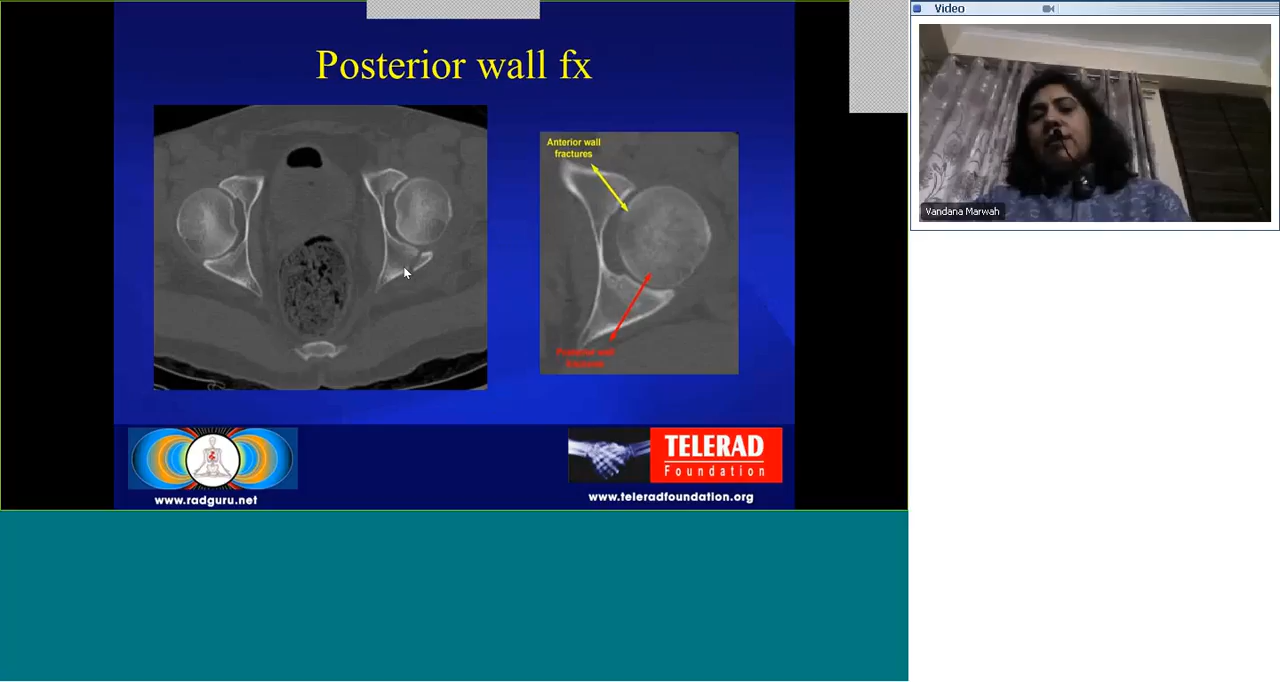 Posterior wall fx
Anterior wall
fractures
Posterior wall
fractures
www.radguru.net
TELERAD
Foundation
www.teleradfoundation.org
Video
Vandana Marwah